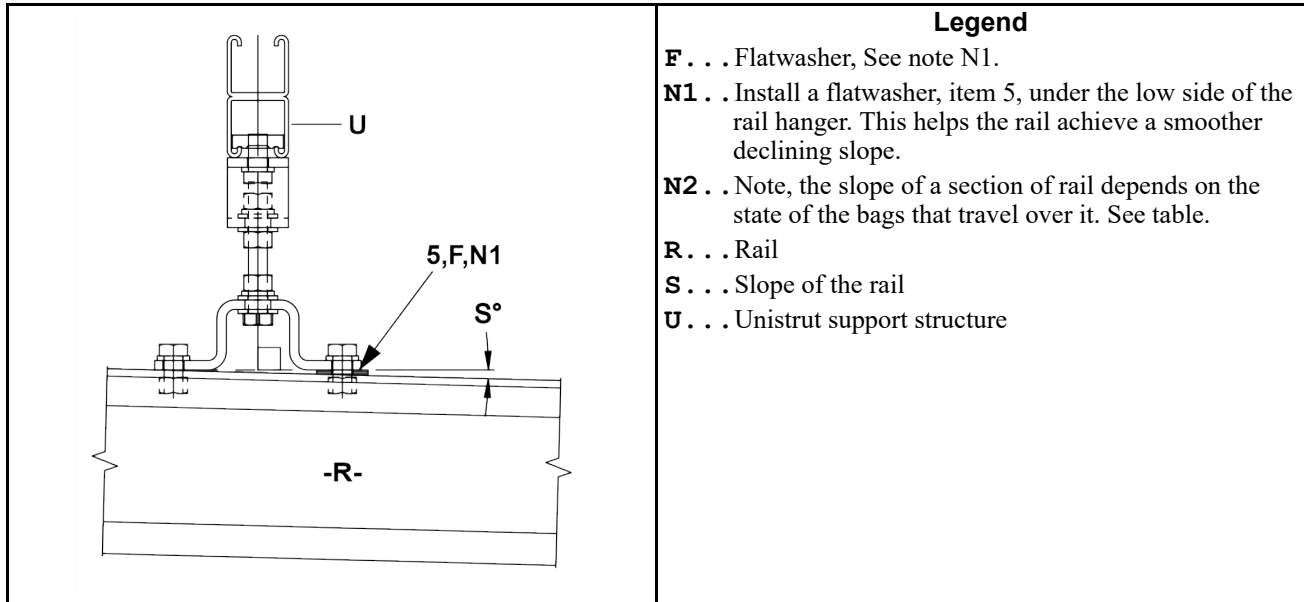 U
5,F,N1
S°
-R-
Legend
F...Flatwasher, See note N1.
N1..Install a flatwasher, item 5, under the low side of the
rail hanger. This helps the rail achieve a smoother
declining slope.
N2..Note, the slope of a section of rail depends on the
state of the bags that travel over it. See table.
R...Rail
S...Slope of the rail
U...Unistrut support structure